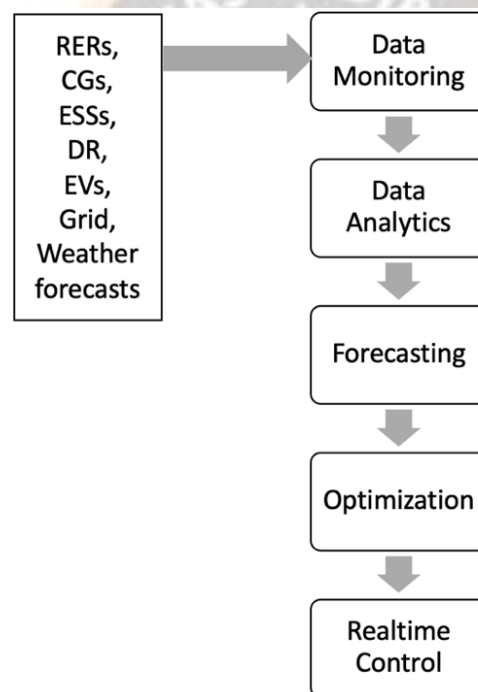 RERs,
CGs,
ESSs,
DR,
EVs,
Grid,
Weather
forecasts
Data
Monitoring
Data
Analytics
Forecasting
Optimization
Realtime
Control